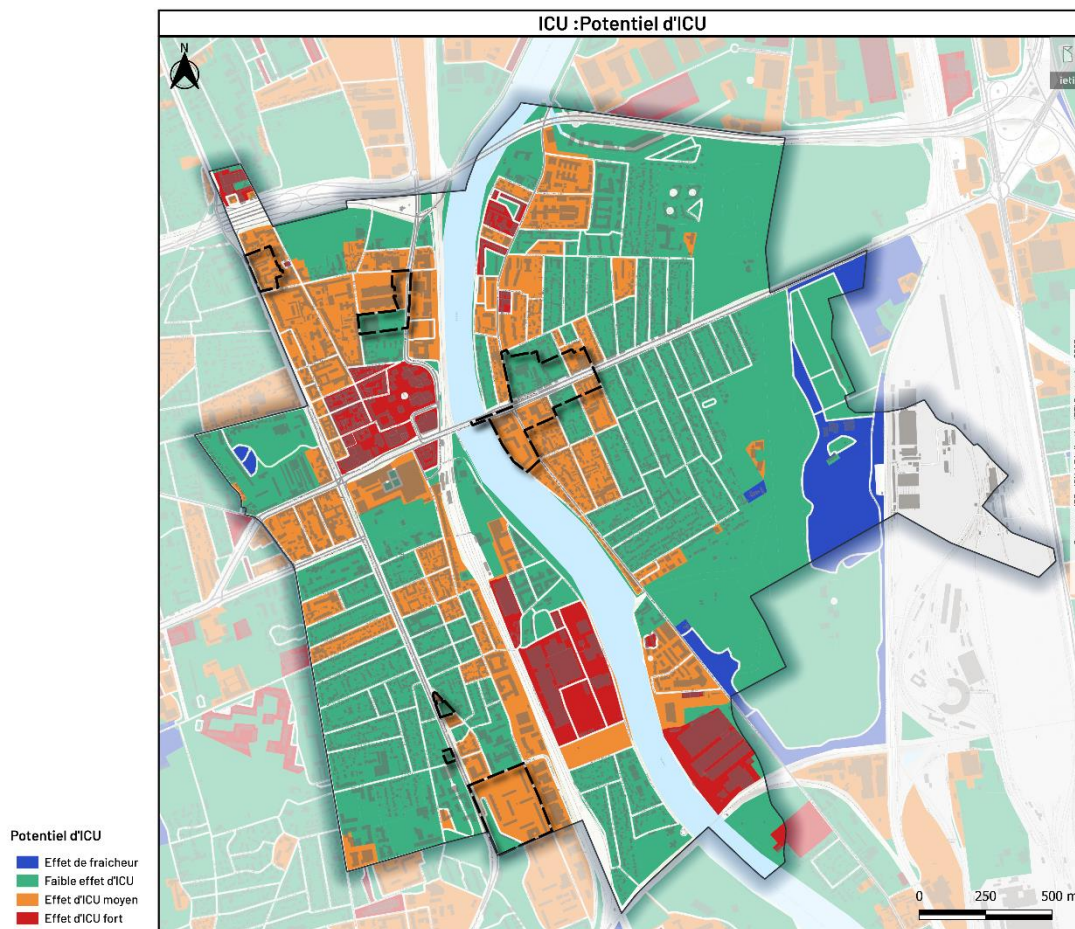 ICU :Potentiel d'ICU
N
Potentiel d'ICU
Effet de fraicheur
Faible effet d'ICU
Effet d'ICU moyen
Effet d'ICU fort
0 250 500 m